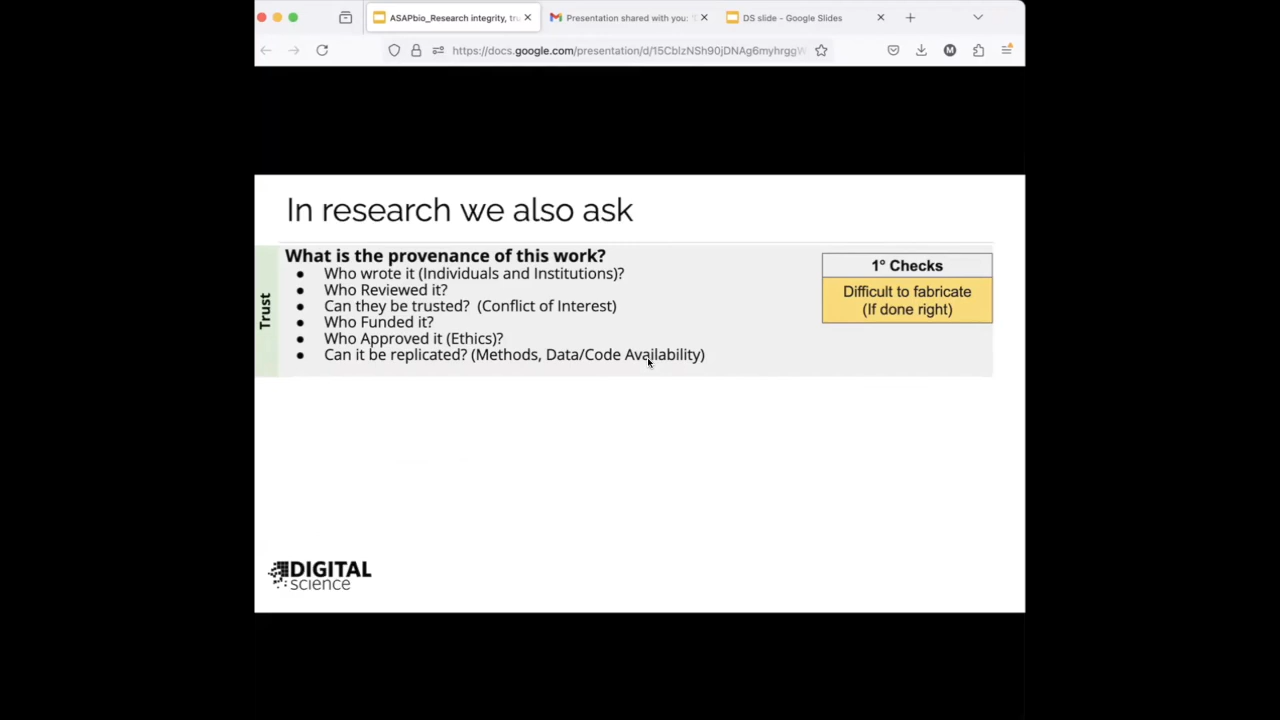 ASAPbio_Research integrity, tru
Presentation shared with you: "
DS slide - Google Slides
https://docs.google.com/presentation/d/15CblzNSh90jDNAg6myhrggW
M
In research we also ask
Trust
What is the provenance of this work?
● Who wrote it (Individuals and Institutions)?
● Who Reviewed it?
● Can they be trusted? (Conflict of Interest)
● Who Funded it?
● Who Approved it (Ethics)?
● Can it be replicated? (Methods, Data/Code Availability)
1° Checks
Difficult to fabricate
(If done right)
DIGITAL
science